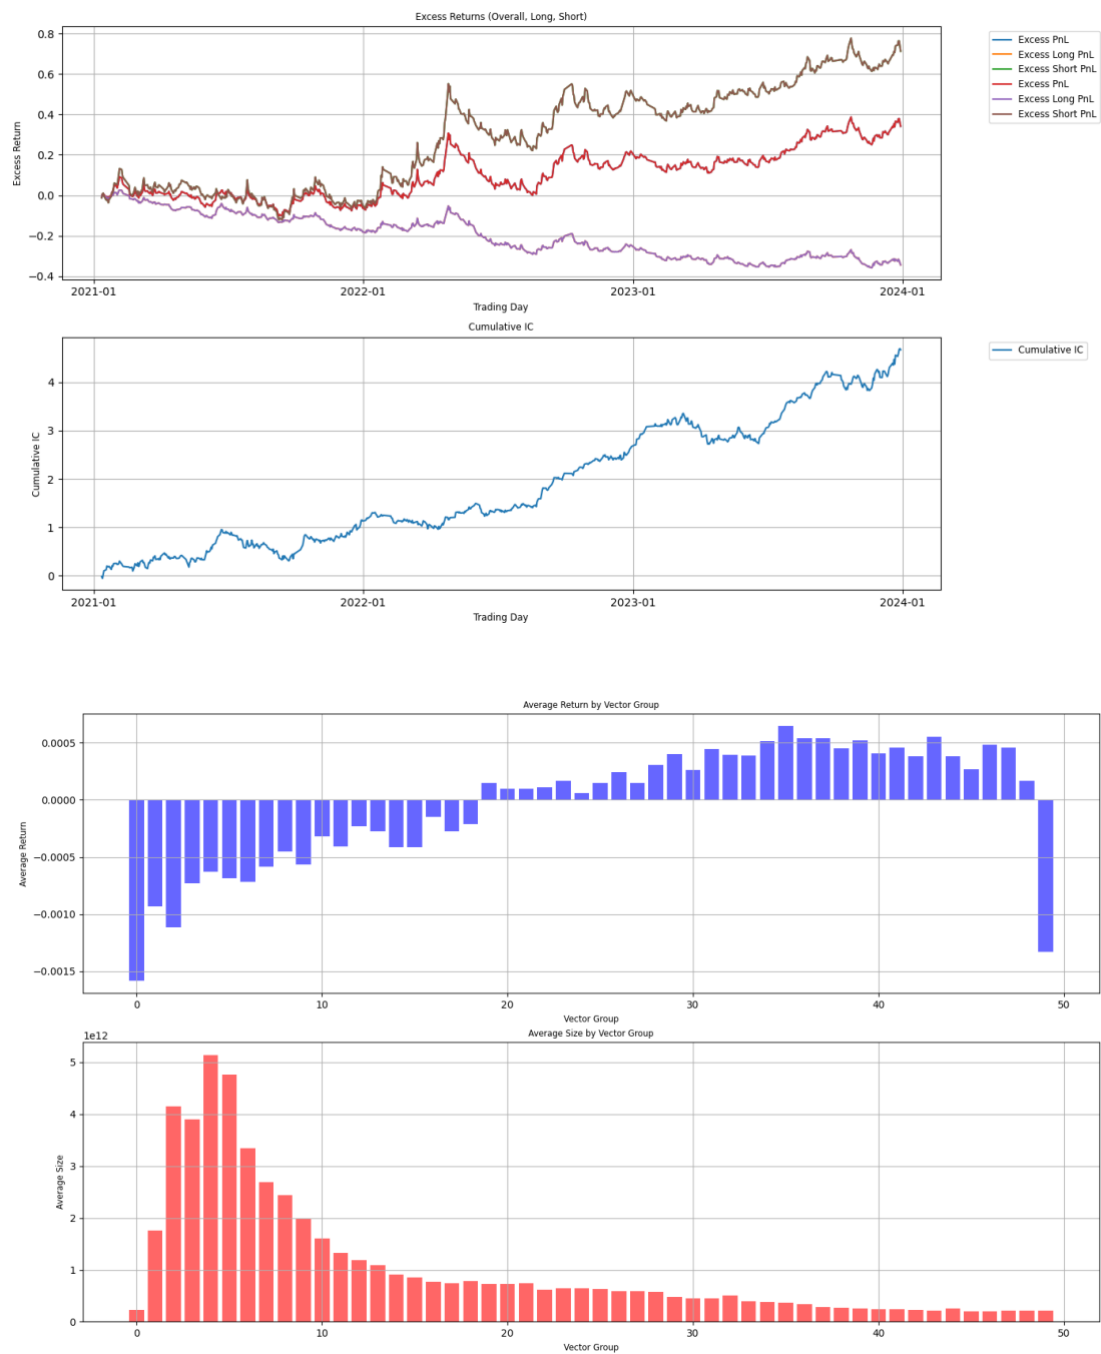 Excess Returns (Overall, Long, Short)
0.8
0.6
0.4
0.2
0.0
−0.2
−0.4
Excess Return
2021-01 2022-01 2023-01 2024-01
Trading Day
Excess PnL
Excess Long PnL
Excess Short PnL
Excess PnL
Excess Long PnL
Excess Short PnL
Cumulative IC
4
3
2
1
0
Cumulative IC
2021-01 2022-01 2023-01 2024-01
Trading Day
Cumulative IC
Average Return by Vector Group
0.0005
0.0000
−0.0005
−0.0010
−0.0015
Average Return
0 10 20 30 40 50
Vector Group
Average Size by Vector Group
1e12
5
4
3
2
1
0
Average Size
0 10 20 30 40 50
Vector Group